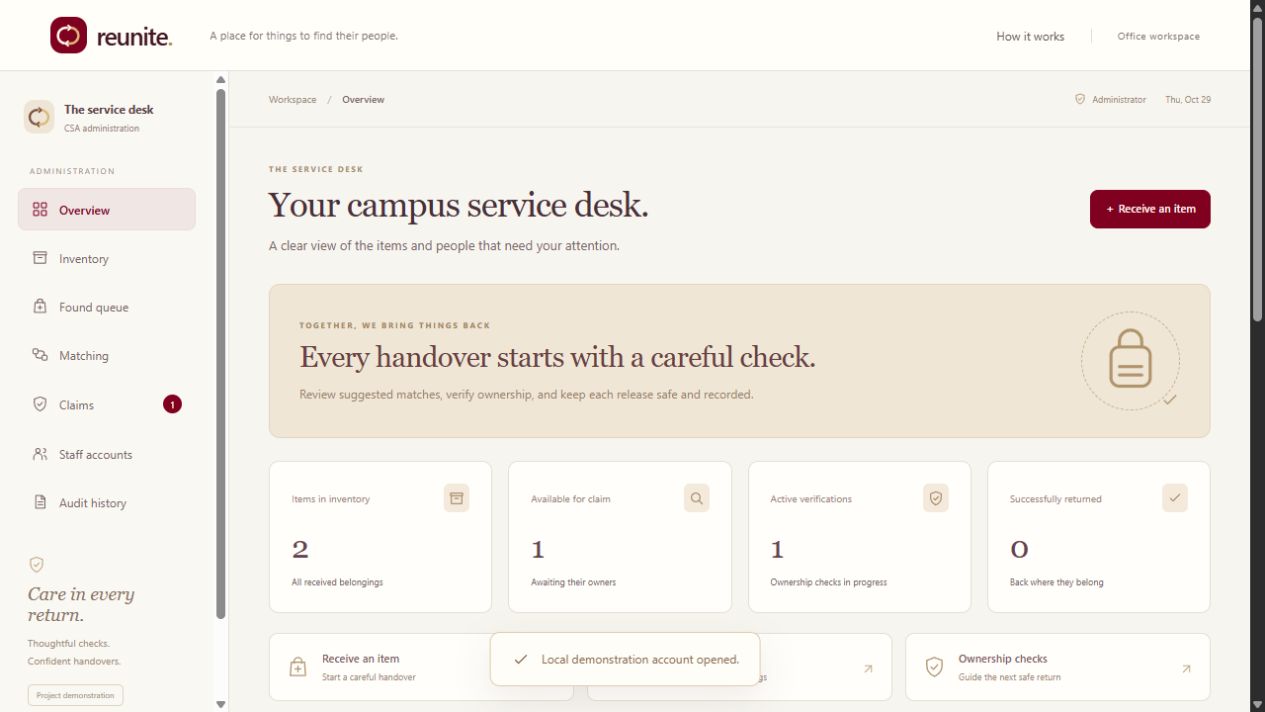 reunite.
A place for things to find their people.
How it works
Office workspace
The service desk
CSA administration
ADMINISTRATION
Overview
Inventory
Found queue
Matching
Claims
1
Staff accounts
Audit history
Care in every
return.
Thoughtful checks.
Confident handovers.
Project demonstration
Workspace / Overview
Administrator
Thu, Oct 29
THE SERVICE DESK
Your campus service desk.
A clear view of the items and people that need your attention.
+ Receive an item
TOGETHER, WE BRING THINGS BACK
Every handover starts with a careful check.
Review suggested matches, verify ownership, and keep each release safe and recorded.
Items in inventory
2
All received belongings
Available for claim
1
Awaiting their owners
Active verifications
1
Ownership checks in progress
Successfully returned
0
Back where they belong
Receive an item
Start a careful handover
Local demonstration account opened.
Ownership checks
Guide the next safe return